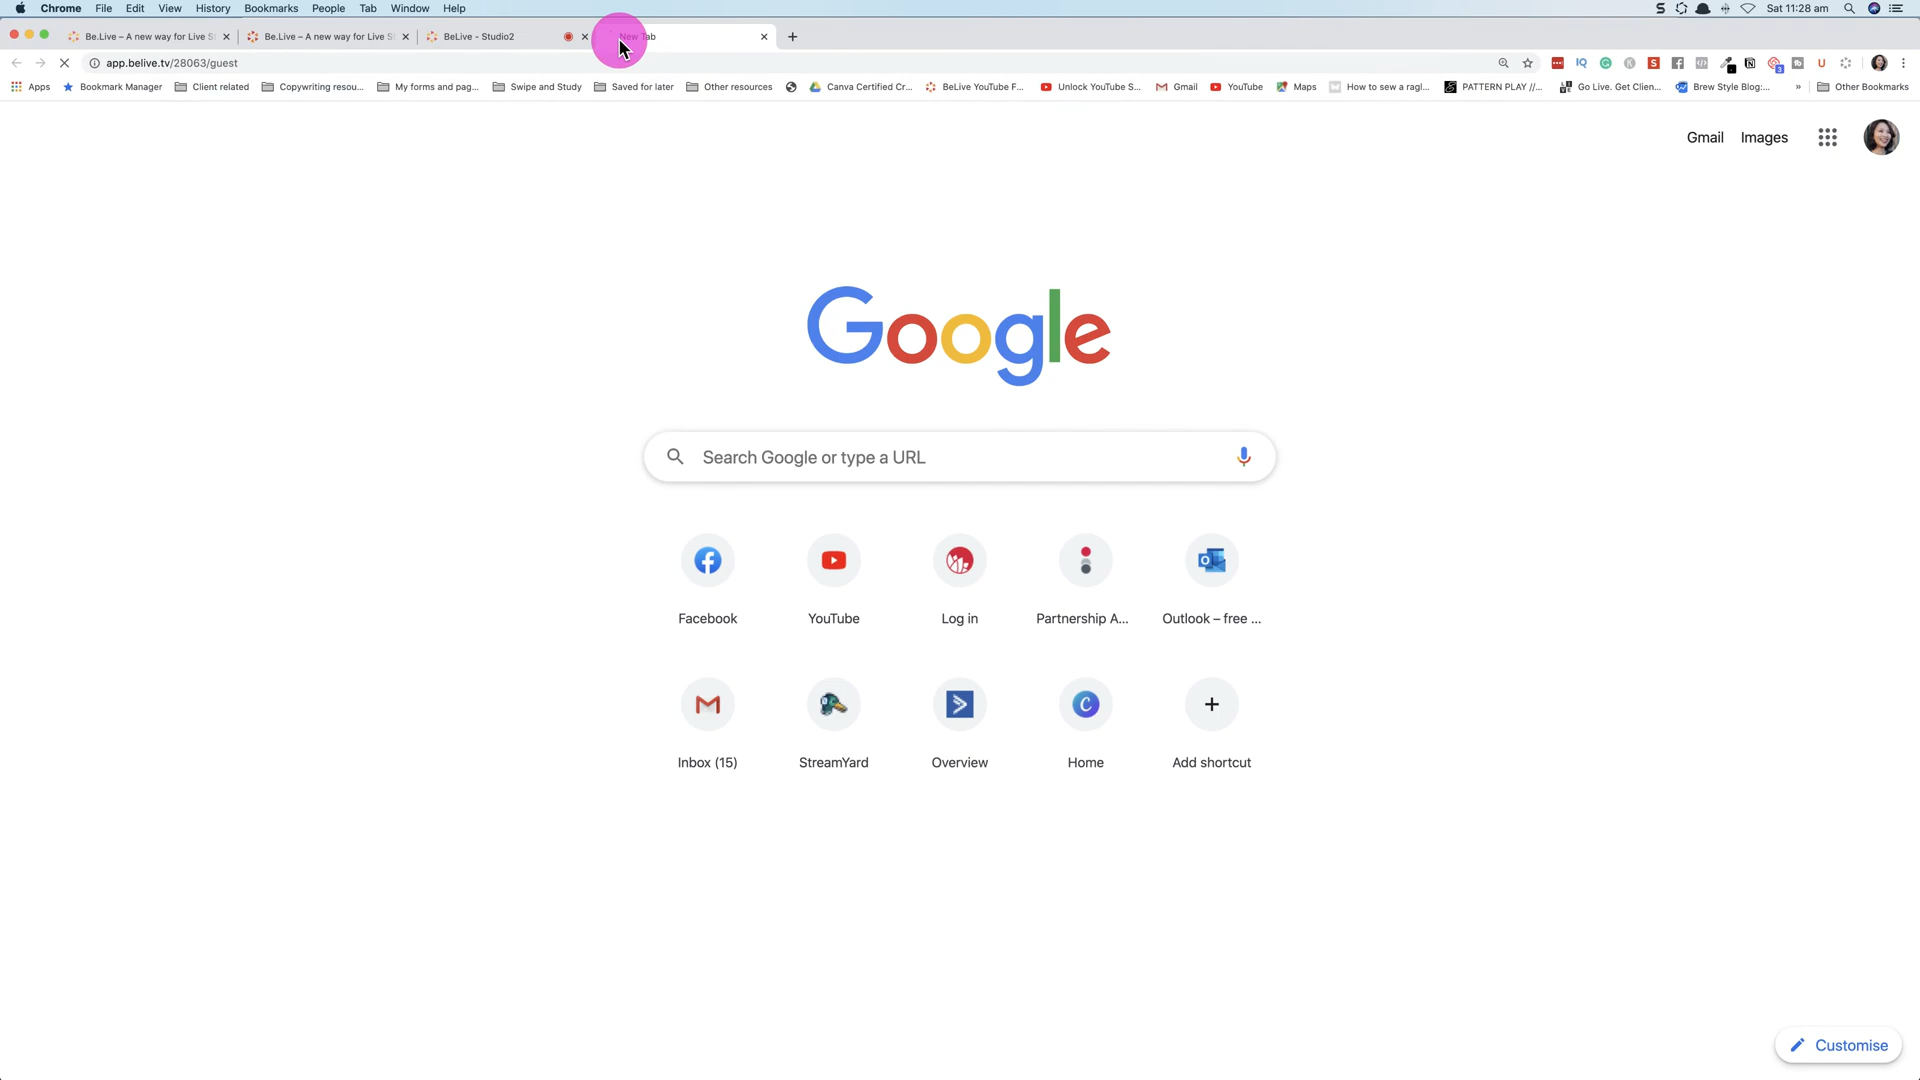 Chrome File Edit View History Bookmarks People Tab Window Help Sat 11:28 am
Be.Live – A new way for Live S Be.Live – A new way for Live S BeLive - Studio2 New Tab
app.belive.tv/28063/guest
Apps Bookmark Manager Client related Copywriting resou... My forms and pag... Swipe and Study Saved for later Other resources Canva Certified Cr... BeLive YouTube F... Unlock YouTube S... Gmail YouTube Maps How to sew a ragl... PATTERN PLAY //... Go Live. Get Clien... Brew Style Blog:... » Other Bookmarks
Gmail Images
Google
Search Google or type a URL
Facebook YouTube Log in Partnership A... Outlook – free ...
Inbox (15) StreamYard Overview Home Add shortcut
Customise